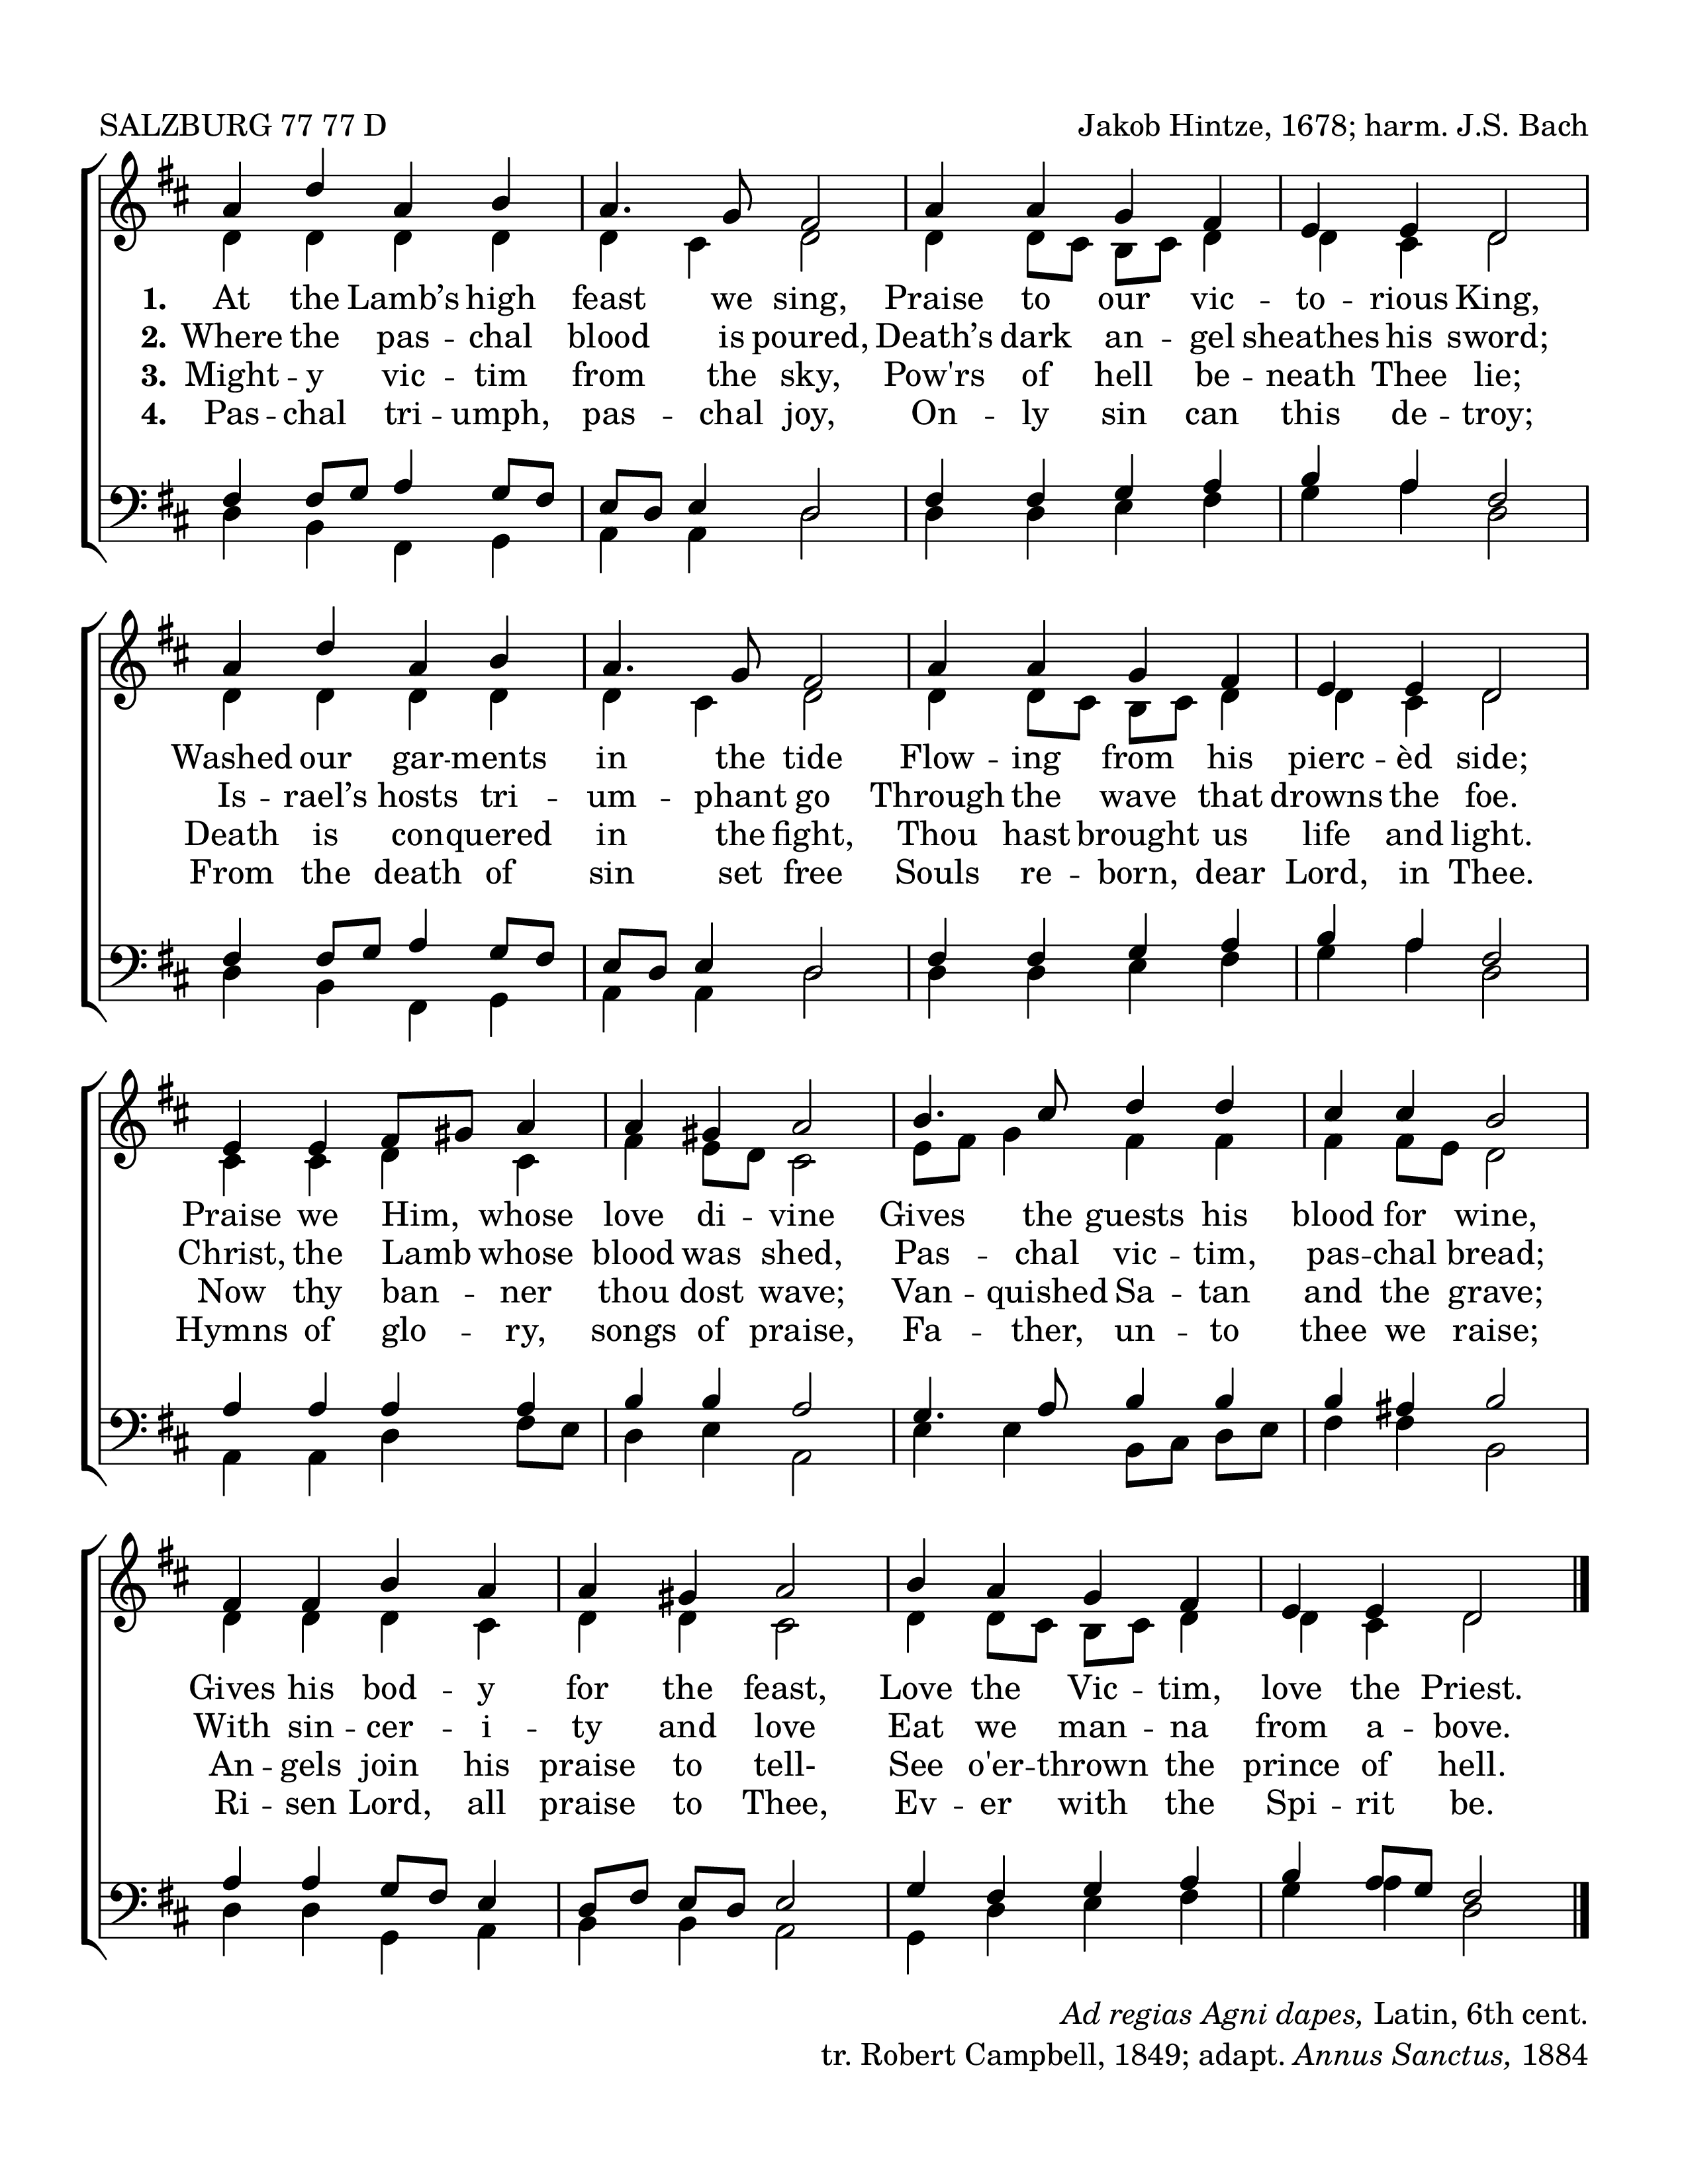 SALZBURG 77 77 D
Jakob Hintze, 1678; harm. J.S. Bach
1. At the Lamb’s high feast we sing, Praise to our vic -- to -- rious King,
2. Where the pas -- chal blood is poured, Death’s dark an -- gel sheathes his sword;
3. Might -- y vic -- tim from the sky, Pow'rs of hell be -- neath Thee lie;
4. Pas -- chal tri -- umph, pas -- chal joy, On -- ly sin can this de -- troy;
Washed our gar -- ments in the tide Flow -- ing from his pierc -- èd side;
Is -- rael’s hosts tri -- um -- phant go Through the wave that drowns the foe.
Death is conquered in the fight, Thou hast brought us life and light.
From the death of sin set free Souls re -- born, dear Lord, in Thee.
Praise we Him, whose love di -- vine Gives the guests his blood for wine,
Christ, the Lamb whose blood was shed, Pas -- chal vic -- tim, pas -- chal bread;
Now thy ban -- ner thou dost wave; Van -- quished Sa -- tan and the grave;
Hymns of glo -- ry, songs of praise, Fa -- ther, un -- to thee we raise;
Gives his bod -- y for the feast, Love the Vic -- tim, love the Priest.
With sin -- cer -- i -- ty and love Eat we man -- na from a -- bove.
An -- gels join his praise to tell- See o'er -- thrown the prince of hell.
Ri -- sen Lord, all praise to Thee, Ev -- er with the Spi -- rit be.
Ad regias Agni dapes, Latin, 6th cent.
tr. Robert Campbell, 1849; adapt. Annus Sanctus, 1884